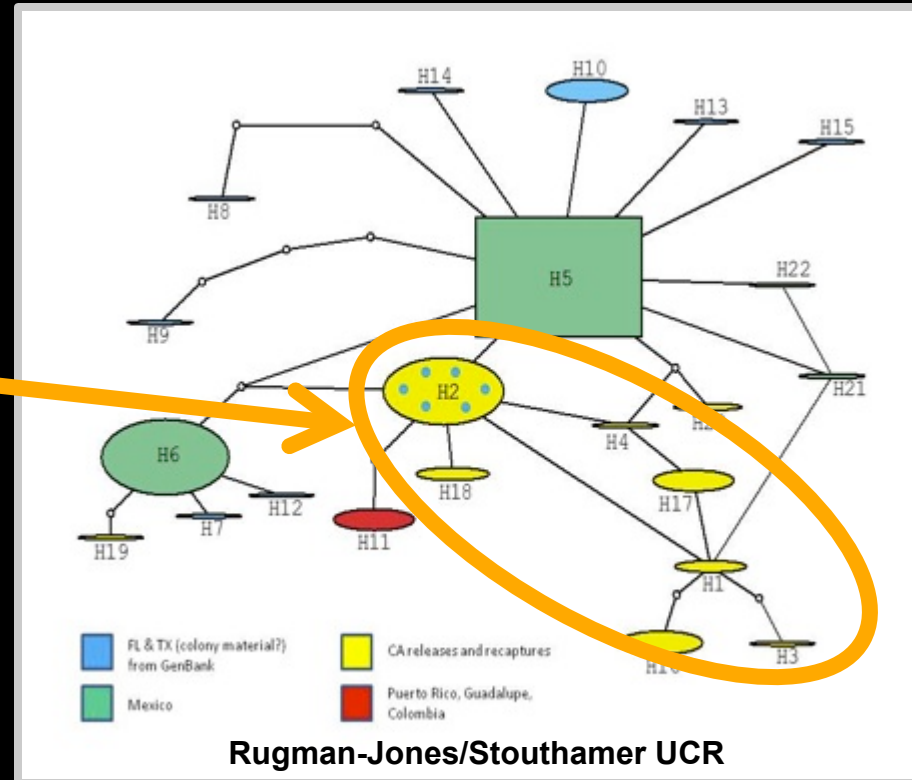 H14
H10
H13
H15
H8
H5
H22
H9
H21
H2
H4
H6
H18
H17
H12
H7
H19
H11
H1
H3
FL & TX (colony material?)
from GenBank
CA releases and recaptures
Mexico
Puerto Rico, Guadalupe,
Colombia
Rugman-Jones/Stouthamer UCR